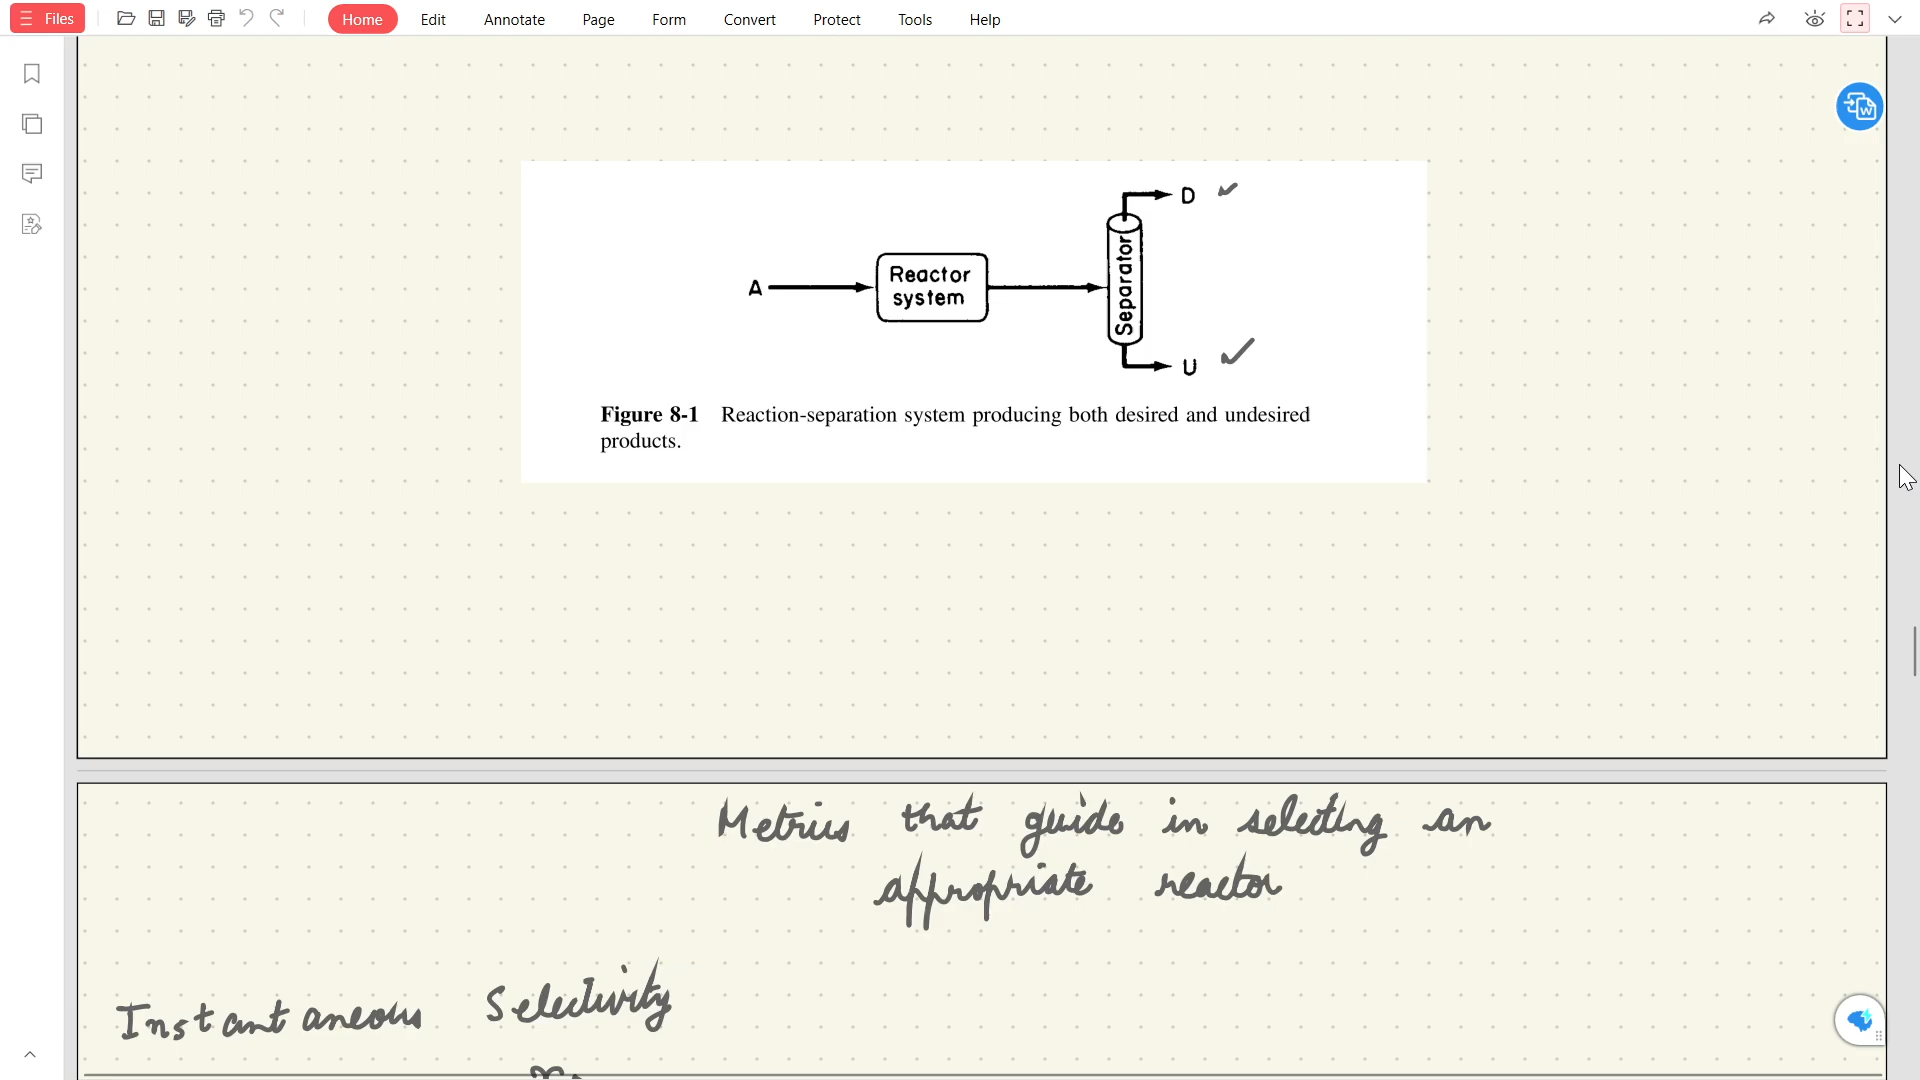 Files Home Edit Annotate Page Form Convert Protect Tools Help
W
D
A
Reactor
system
Separator
U
Figure 8-1 Reaction-separation system producing both desired and undesired
products.
Metrics that guide in selecting an
appropriate reactor
Instantaneous Selectivity